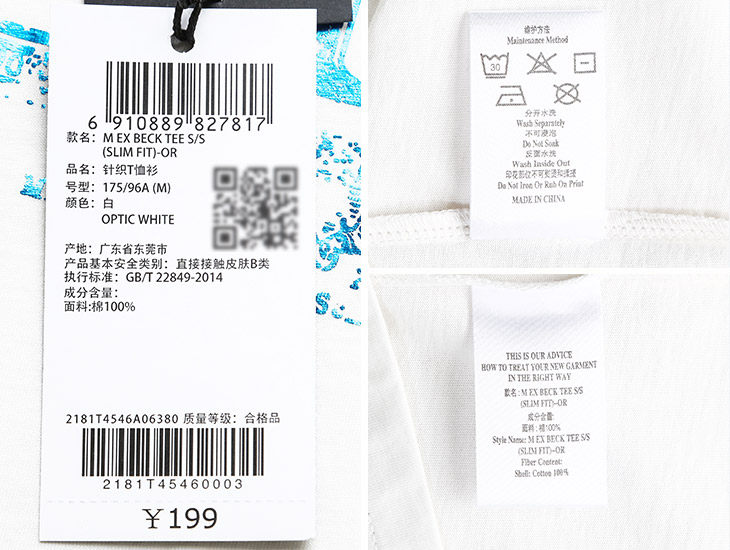 6 910889 827817
款名: M EX BECK TEE S/S
(SLIM FIT)-OR
品名: 针织T恤衫
号型: 175/96A (M)
颜色: 白
OPTIC WHITE
产地: 广东省东莞市
产品基本安全类别: 直接接触皮肤B类
执行标准: GB/T 22849-2014
成分含量:
面料:棉100%
2181T4546A06380 质量等级: 合格品
2181T45460003
¥199
维护方法
Maintenance Method
30
分开水洗
Wash Separately
不可浸泡
Do Not Soak
反面水洗
Wash Inside Out
印花部位不可熨烫和揉搓
Do Not Iron or Rub On Print
MADE IN CHINA
THIS IS OUR ADVICE
HOW TO TREAT YOUR NEW GARMENT
IN THE RIGHT WAY
款名: M EX BECK TEE S/S
(SLIM FIT)-OR
成分含量:
面料: 棉100%
Style Name: M EX BECK TEE S/S
(SLIM FIT)-OR
Fiber Content:
Shell: Cotton 100%